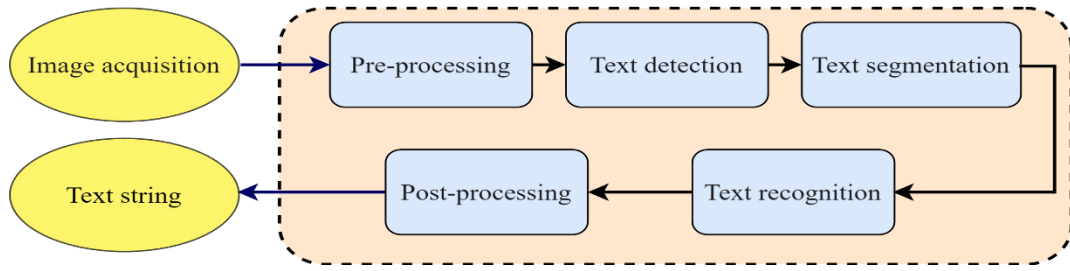 Image acquisition
Pre-processing
Text detection
Text segmentation
Text recognition
Post-processing
Text string